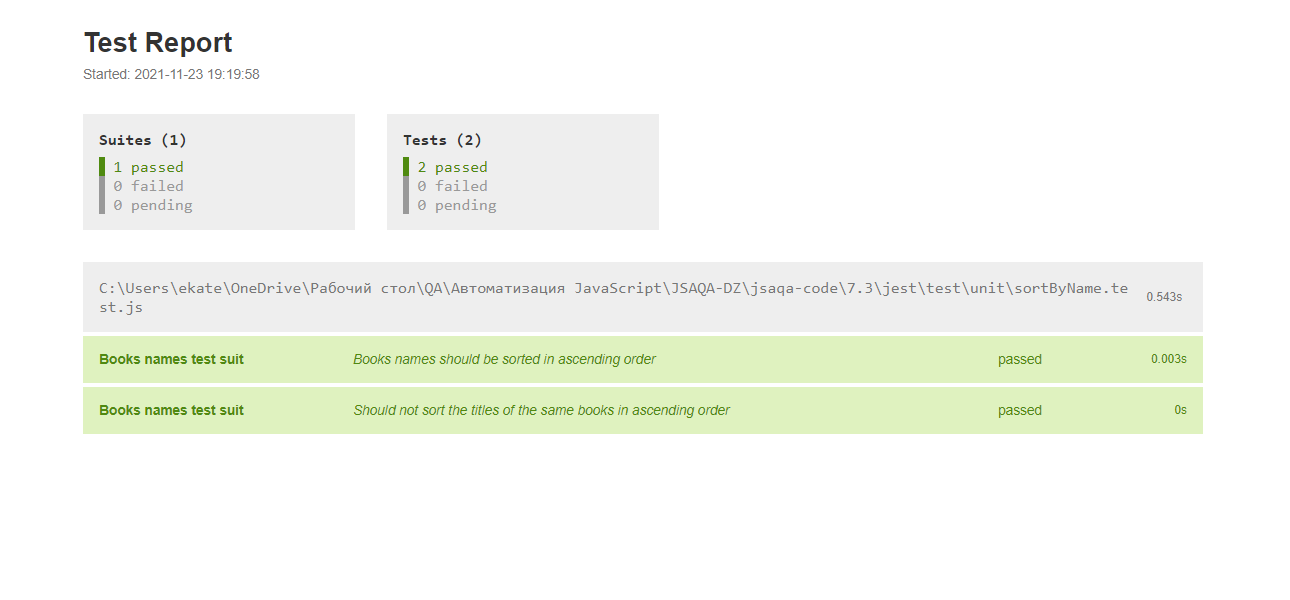 Test Report
Started: 2021-11-23 19:19:58
Suites (1)
1 passed
0 failed
0 pending
Tests (2)
2 passed
0 failed
0 pending
C:\Users\ekate\OneDrive\Рабочий стол\QA\Автоматизация JavaScript\JSAQA-DZ\jsaqa-code\7.3\jest\test\unit\sortByName.te
st.js
0.543s
Books names test suit Books names should be sorted in ascending order passed 0.003s
Books names test suit Should not sort the titles of the same books in ascending order passed 0s